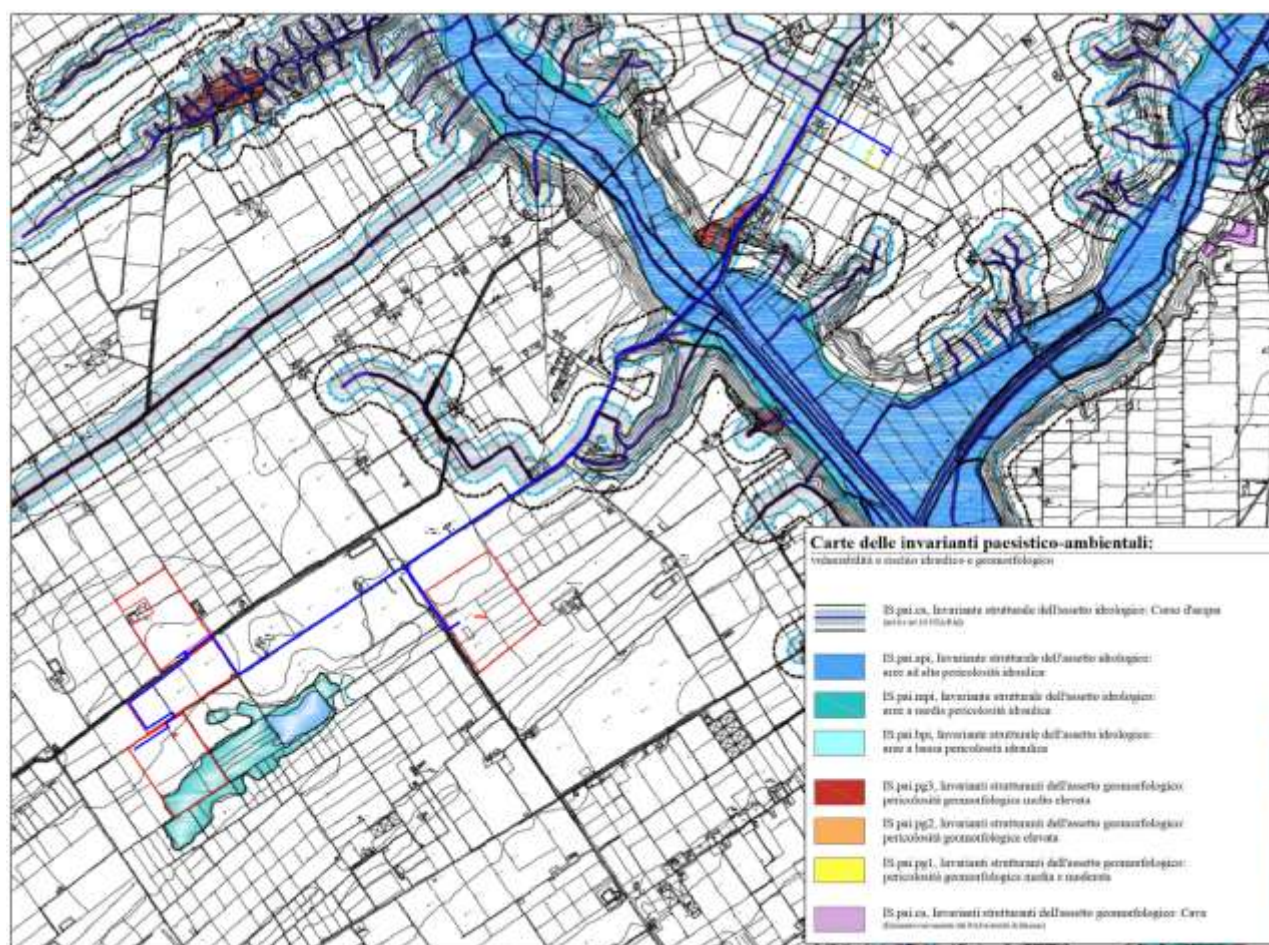 Carte delle invarianti paesistico-ambientali:
vulnerabilità e rischio idraulico e geomorfologico
IS.pai.ca, Invariante strutturale dell'assetto idrologico: Corso d'acqua
IS.pai.api, Invariante strutturale dell'assetto idrologico:
aree ad alta pericolosità idraulica
IS.pai.mpi, Invariante strutturale dell'assetto idrologico:
aree a media pericolosità idraulica
IS.pai.bpi, Invariante strutturale dell'assetto idrologico:
aree a bassa pericolosità idraulica
IS.pai.pg3, Invarianti strutturanti dell'assetto geomorfologico:
pericolosità geomorfologica molto elevata
IS.pai.pg2, Invarianti strutturanti dell'assetto geomorfologico:
pericolosità geomorfologica elevata
IS.pai.pg1, Invarianti strutturanti dell'assetto geomorfologico:
pericolosità geomorfologica media e moderata
IS.pai.ca, Invarianti strutturanti dell'assetto geomorfologico: Cava